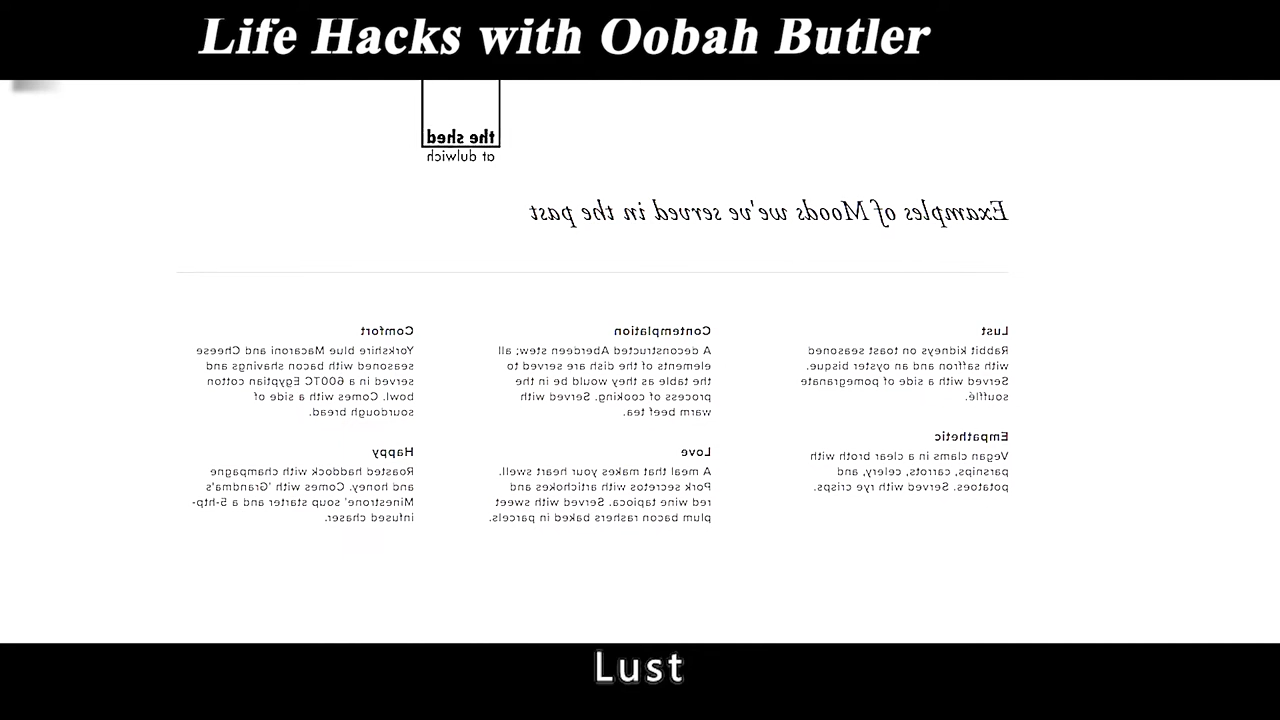 Life Hacks with Oobah Butler
the shed
at dulwich
Examples of Moods we've served in the past
Lust
Rabbit kidneys on toast seasoned
with saffron and an oyster bisque.
Served with a side of pomegranate
soufflé.
Empathetic
Vegan clams in a clear broth with
parsnips, carrots, celery, and
potatoes. Served with rye crisps.
Contemplation
A deconstructed Aberdeen stew; all
elements of the dish are served to
the table as they would be in the
process of cooking. Served with
warm beef tea.
Love
A meal that makes your heart swell.
Pork secretos with artichokes and
red wine tapioca. Served with sweet
plum bacon rashers baked in parcels.
Comfort
Yorkshire blue Macaroni and Cheese
seasoned with bacon shavings and
served in a 600TC Egyptian cotton
bowl. Comes with a side of
sourdough bread.
Happy
Roasted haddock with champagne
and honey. Comes with 'Grandma's
Minestrone' soup starter and a 5-htp-
infused chaser.
Lust